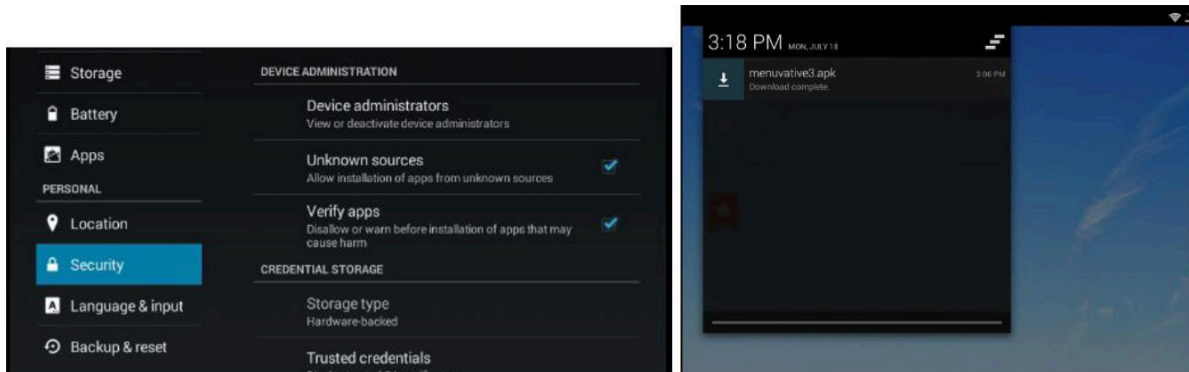 Storage
Battery
Apps
PERSONAL
Location
Security
Language & input
Backup & reset
DEVICE ADMINISTRATION
Device administrators
View or deactivate device administrators
Unknown sources
Allow installation of apps from unknown sources
Verify apps
Disallow or warn before installation of apps that may
cause harm
CREDENTIAL STORAGE
Storage type
Hardware-backed
Trusted credentials
3:18 PM MON, JULY 18
menuvative3.apk 3:06 PM
Download complete.